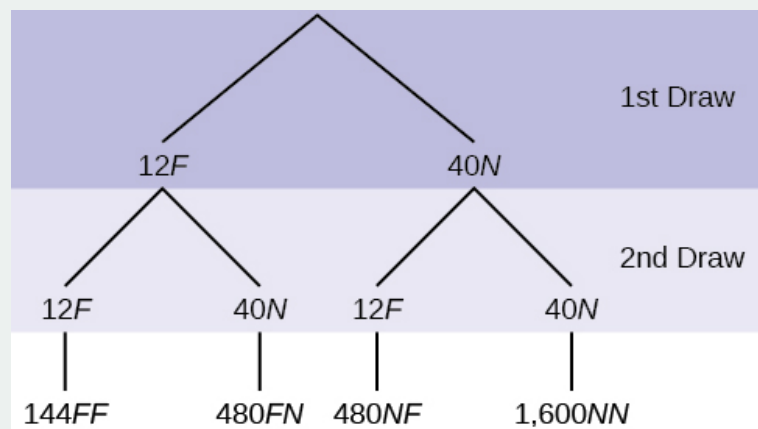 1st Draw
12F 40N
2nd Draw
12F 40N 12F 40N
144FF 480FN 480NF 1,600NN